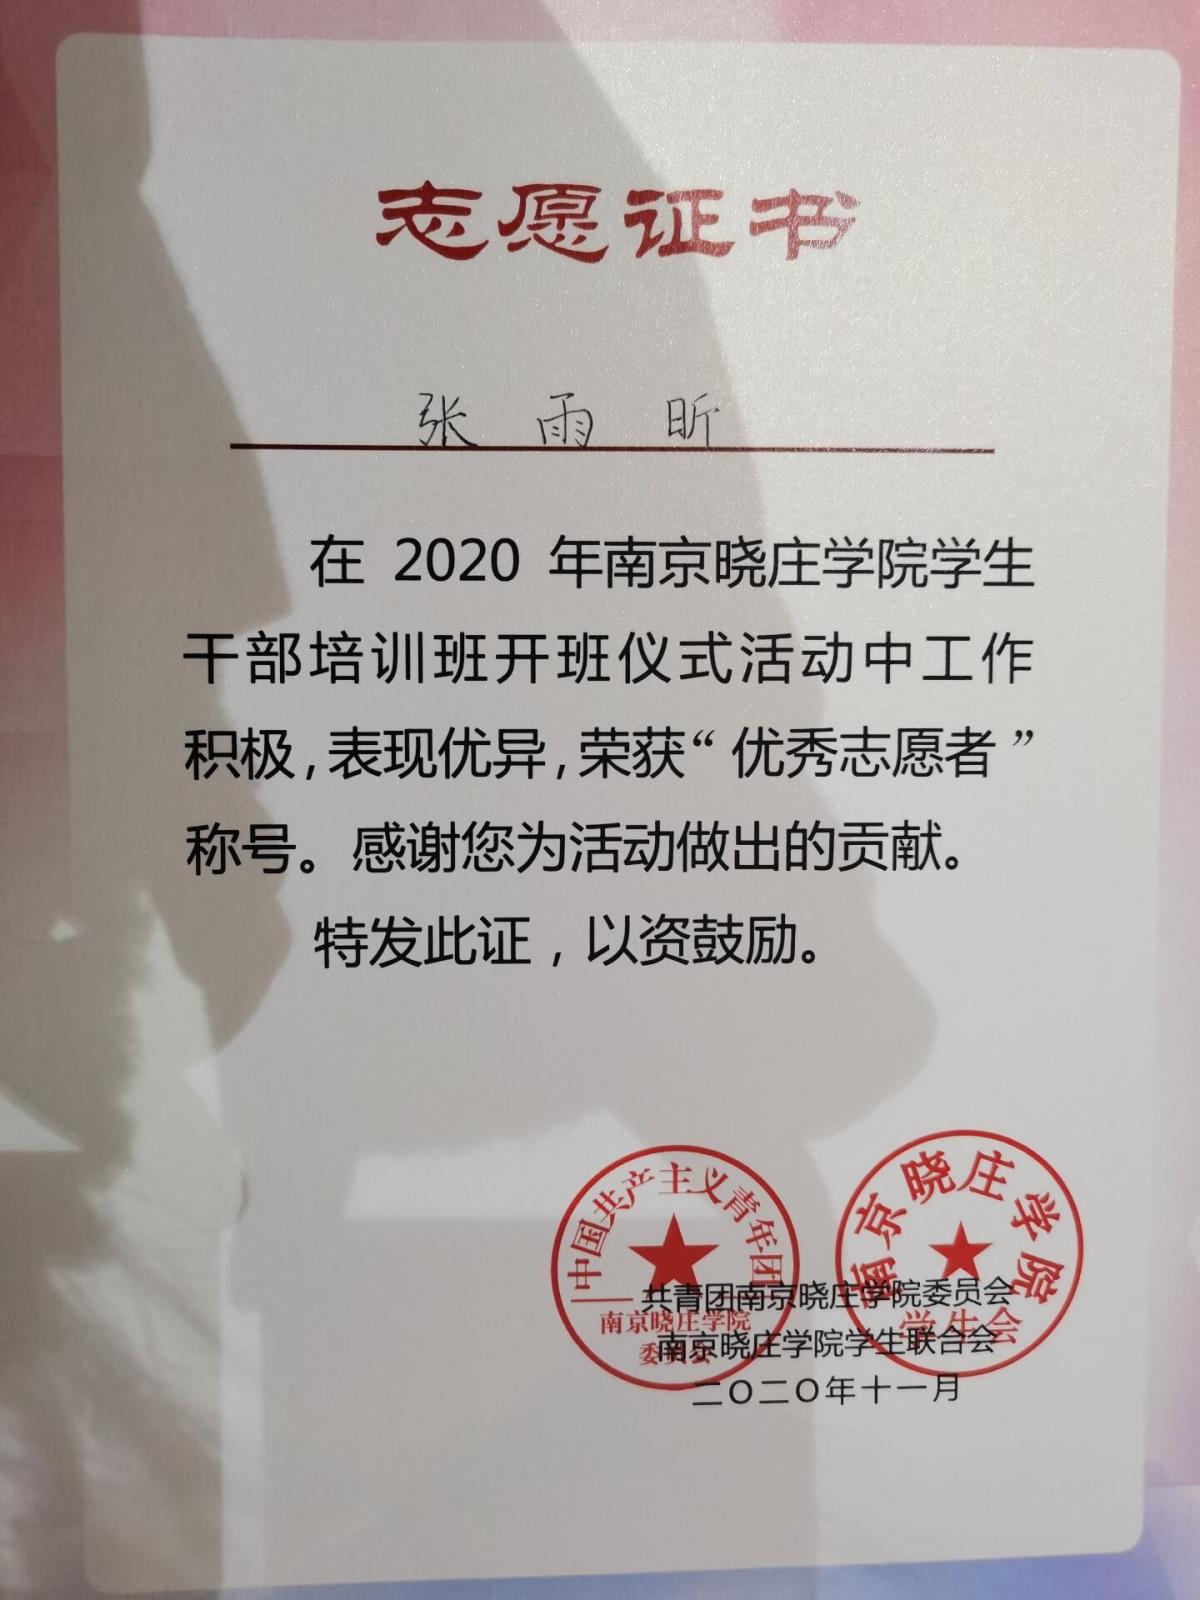 志愿证书
张雨昕
在 2020 年南京晓庄学院学生
干部培训班开班仪式活动中工作
积极,表现优异,荣获“优秀志愿者”
称号。感谢您为活动做出的贡献。
特发此证,以资鼓励。
中国共产主义青年团
南京晓庄学院
委员会
南京晓庄学院
学生会
共青团南京晓庄学院委员会
南京晓庄学院学生联合会
二〇二〇年十一月